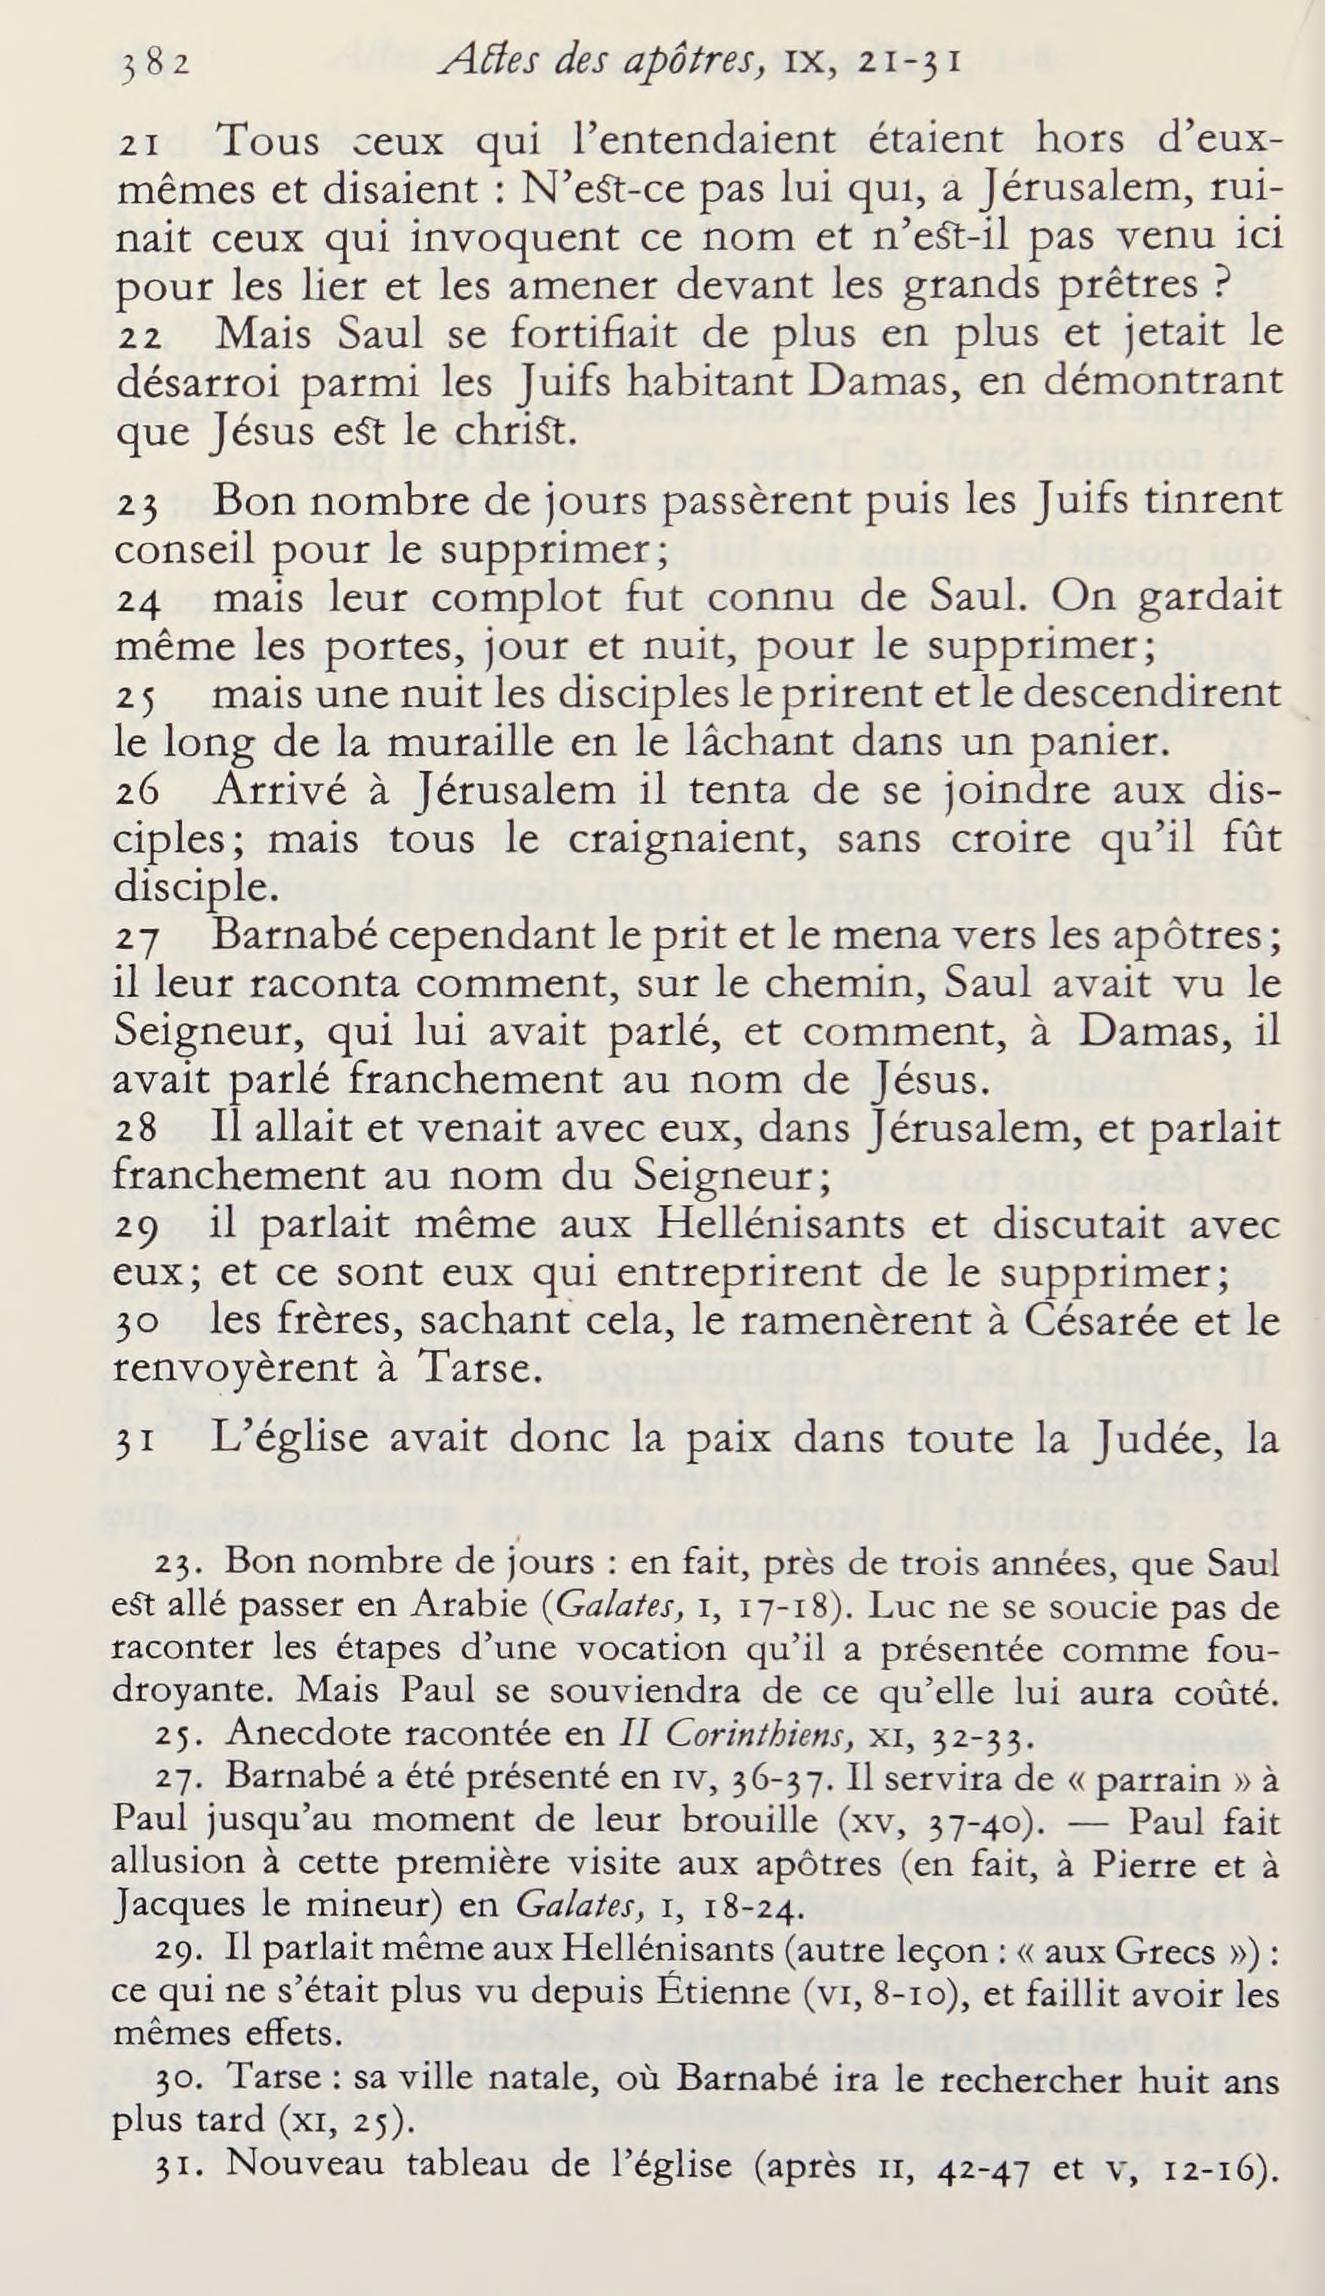 382 Actes des apôtres, IX, 21-31
21 Tous ceux qui l'entendaient étaient hors d'eux-
mêmes et disaient : N'est-ce pas lui qui, à Jérusalem, rui-
nait ceux qui invoquent ce nom et n'est-il pas venu ici
pour les lier et les amener devant les grands prêtres ?
22 Mais Saul se fortifiait de plus en plus et jetait le
désarroi parmi les Juifs habitant Damas, en démontrant
que Jésus est le christ.
23 Bon nombre de jours passèrent puis les Juifs tinrent
conseil pour le supprimer;
24 mais leur complot fut connu de Saul. On gardait
même les portes, jour et nuit, pour le supprimer;
25 mais une nuit les disciples le prirent et le descendirent
le long de la muraille en le lâchant dans un panier.
26 Arrivé à Jérusalem il tenta de se joindre aux dis-
ciples; mais tous le craignaient, sans croire qu'il fût
disciple.
27 Barnabé cependant le prit et le mena vers les apôtres;
il leur raconta comment, sur le chemin, Saul avait vu le
Seigneur, qui lui avait parlé, et comment, à Damas, il
avait parlé franchement au nom de Jésus.
28 Il allait et venait avec eux, dans Jérusalem, et parlait
franchement au nom du Seigneur;
29 il parlait même aux Hellénisants et discutait avec
eux; et ce sont eux qui entreprirent de le supprimer;
30 les frères, sachant cela, le ramenèrent à Césarée et le
renvoyèrent à Tarse.
31 L'église avait donc la paix dans toute la Judée, la
23. Bon nombre de jours : en fait, près de trois années, que Saul
est allé passer en Arabie (Galates, I, 17-18). Luc ne se soucie pas de
raconter les étapes d'une vocation qu'il a présentée comme fou-
droyante. Mais Paul se souviendra de ce qu'elle lui aura coûté.
25. Anecdote racontée en II Corinthiens, XI, 32-33.
27. Barnabé a été présenté en IV, 36-37. Il servira de « parrain » à
Paul jusqu'au moment de leur brouille (XV, 37-40). — Paul fait
allusion à cette première visite aux apôtres (en fait, à Pierre et à
Jacques le mineur) en Galates, I, 18-24.
29. Il parlait même aux Hellénisants (autre leçon : « aux Grecs ») :
ce qui ne s'était plus vu depuis Étienne (VI, 8-10), et faillit avoir les
mêmes effets.
30. Tarse : sa ville natale, où Barnabé ira le rechercher huit ans
plus tard (XI, 25).
31. Nouveau tableau de l'église (après II, 42-47 et V, 12-16).